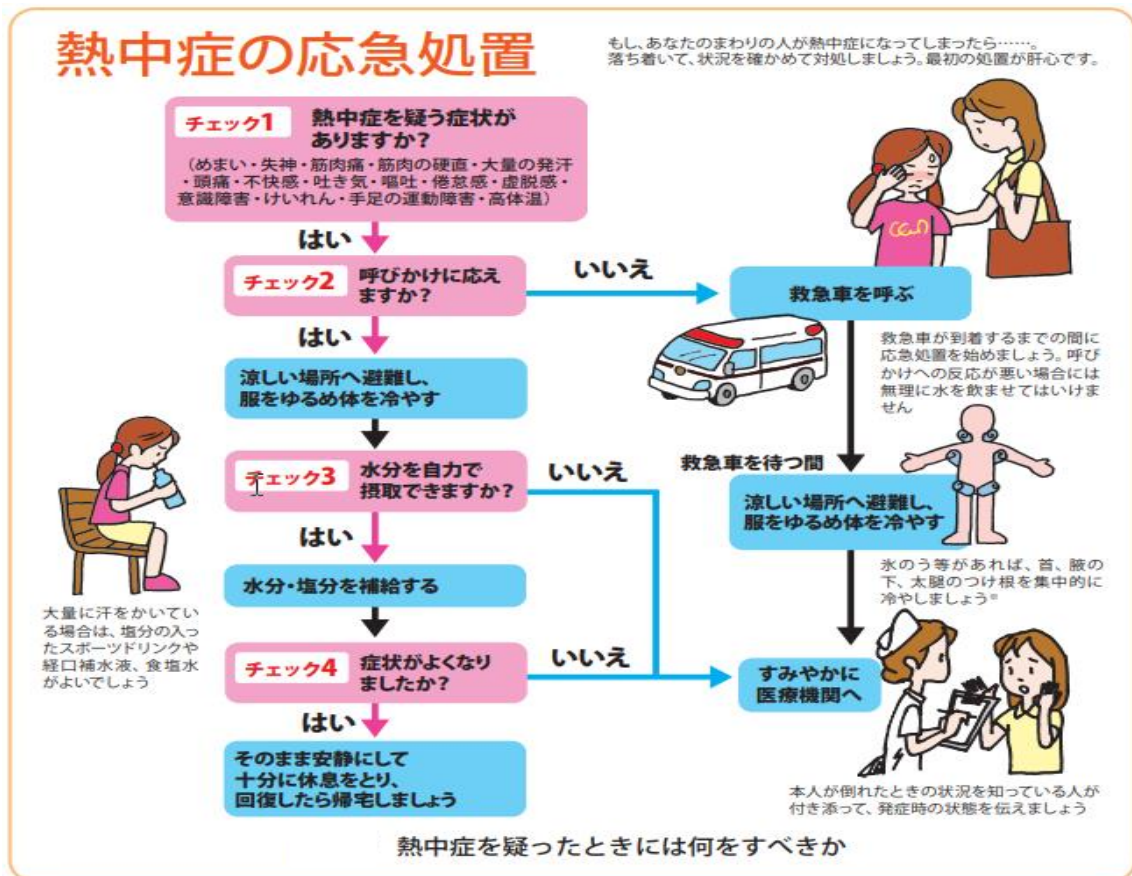 熱中症の応急処置
もし、あなたのまわりの人が熱中症になってしまったら……。
落ち着いて、状況を確かめて対処しましょう。最初の処置が肝心です。
チェック1
熱中症を疑う症状が
ありますか?
(めまい・失神・筋肉痛・筋肉の硬直・大量の発汗
・頭痛・不快感・吐き気・嘔吐・倦怠感・虚脱感・
意識障害・けいれん・手足の運動障害・高体温)
はい
チェック2
呼びかけに応え
ますか?
いいえ
救急車を呼ぶ
救急車が到着するまでの間に
応急処置を始めましょう。呼び
かけへの反応が悪い場合には
無理に水を飲ませてはいけま
せん
はい
涼しい場所へ避難し、
服をゆるめ体を冷やす
チェック3
水分を自力で
摂取できますか?
いいえ
救急車を待つ間
涼しい場所へ避難し、
服をゆるめ体を冷やす
氷のう等があれば、首、腋の
下、太腿のつけ根を集中的に
冷やしましょう※
はい
水分・塩分を補給する
大量に汗をかいてい
る場合は、塩分の入っ
たスポーツドリンクや
経口補水液、食塩水
がよいでしょう
チェック4
症状がよくなり
ましたか?
いいえ
すみやかに
医療機関へ
はい
そのまま安静にして
十分に休息をとり、
回復したら帰宅しましょう
本人が倒れたときの状況を知っている人が
付き添って、発症時の状態を伝えましょう
熱中症を疑ったときには何をすべきか